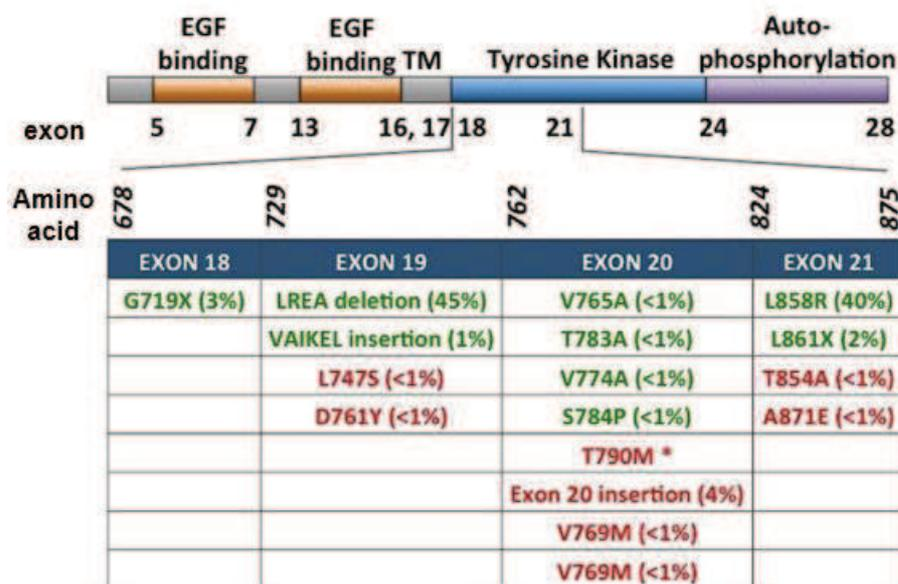 EGF EGF Auto-
binding binding TM Tyrosine Kinase phosphorylation
exon 5 7 13 16, 17 18 21 24 28
Amino acid 678 729 762 824 875
EXON 18 EXON 19 EXON 20 EXON 21
G719X (3%) LREA deletion (45%) V765A (<1%) L858R (40%)
VAIKEL insertion (1%) T783A (<1%) L861X (2%)
L747S (<1%) V774A (<1%) T854A (<1%)
D761Y (<1%) S784P (<1%) A871E (<1%)
T790M *
Exon 20 insertion (4%)
V769M (<1%)
V769M (<1%)